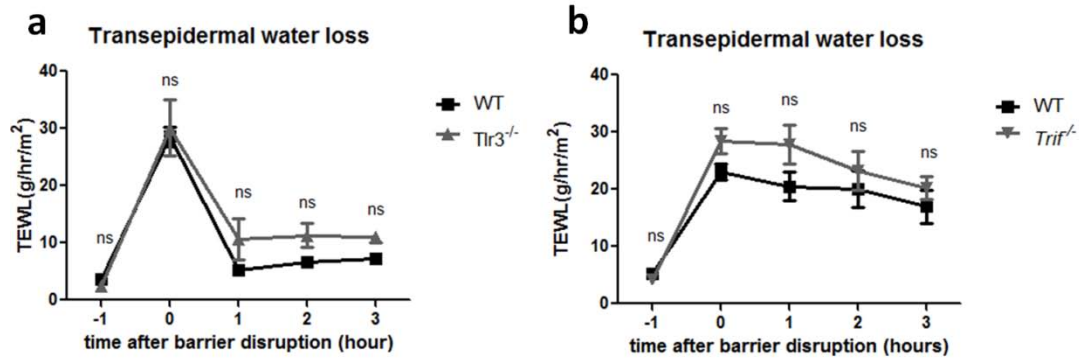 a
Transepidermal water loss
TEWL(g/hr/m²)
40
30
20
10
0
ns
ns
ns
ns
ns
-1
0
1
2
3
time after barrier disruption (hour)
WT
Tlr3⁻/⁻
b
Transepidermal water loss
TEWL(g/hr/m²)
40
30
20
10
0
ns
ns
ns
ns
ns
-1
0
1
2
3
time after barrier disruption (hours)
WT
Trif⁻/⁻